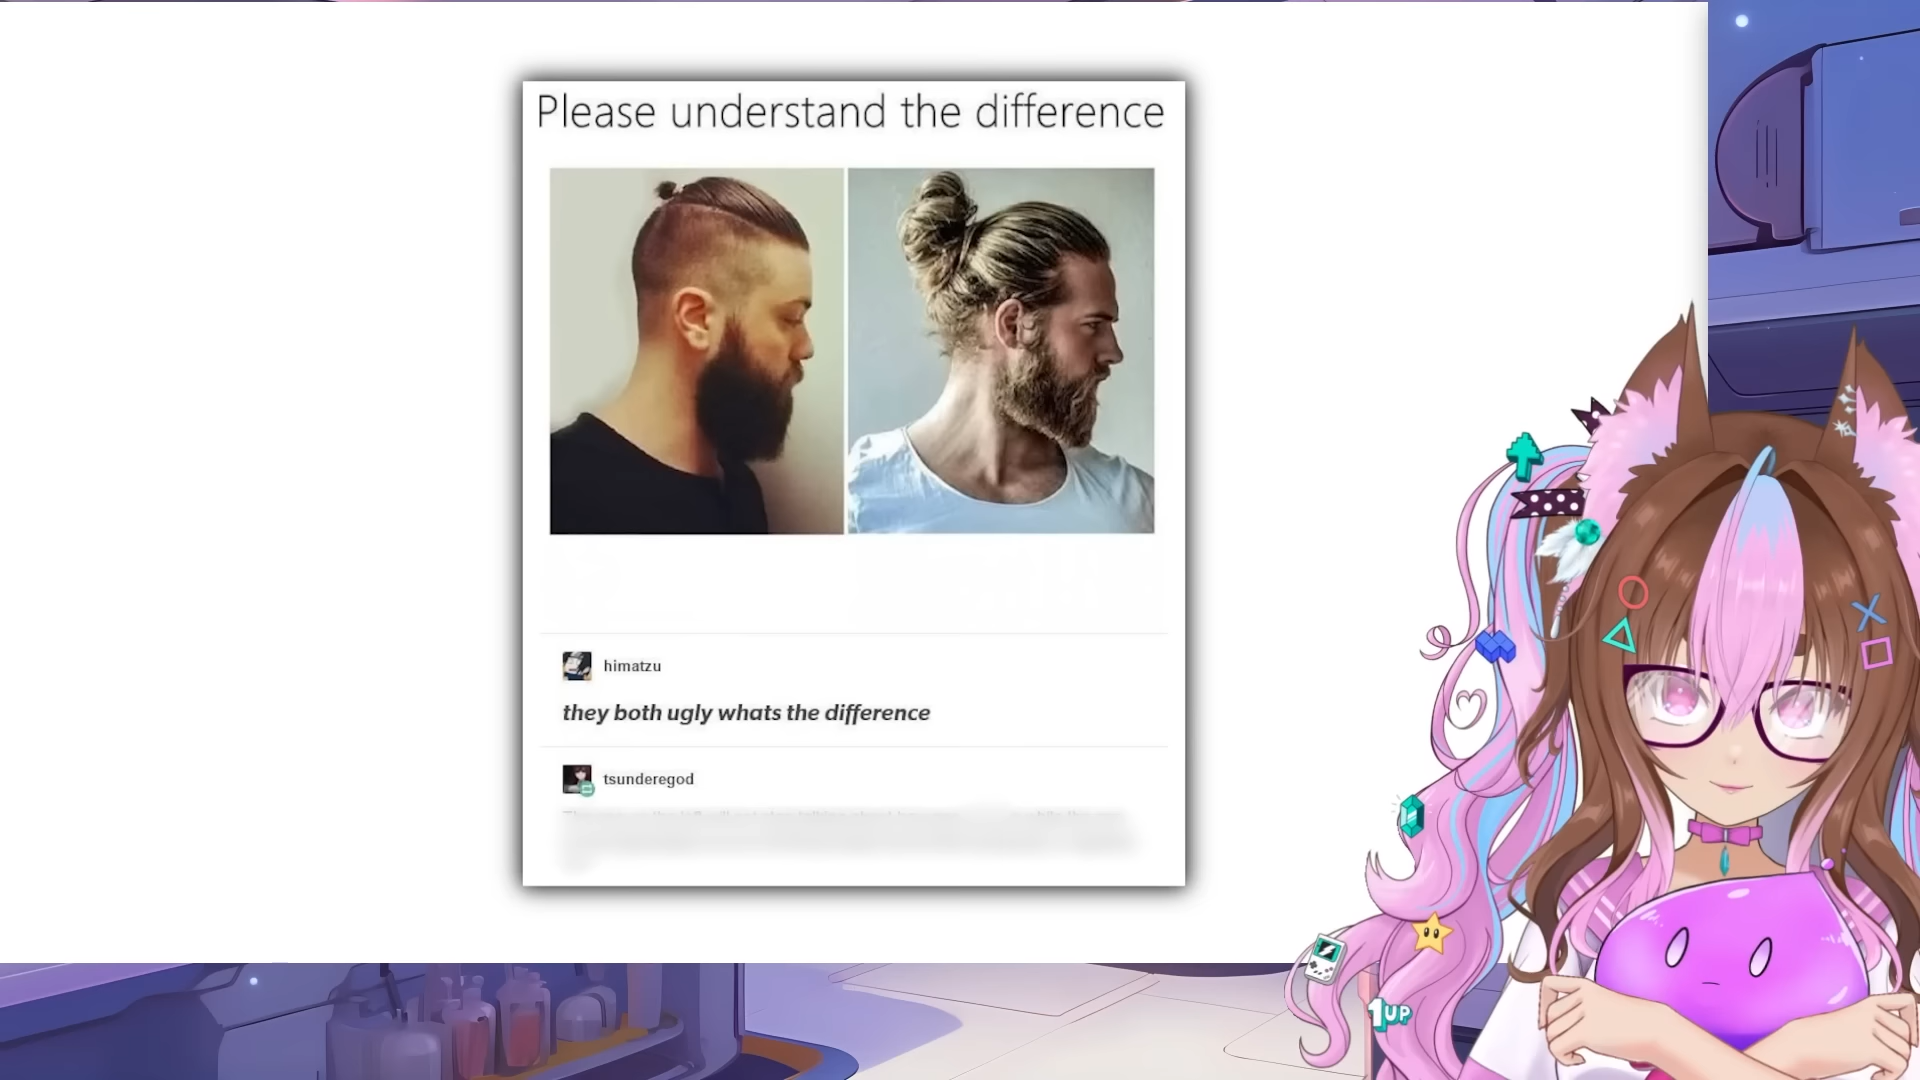 Please understand the difference
himatzu
they both ugly whats the difference
tsunderegod
1UP